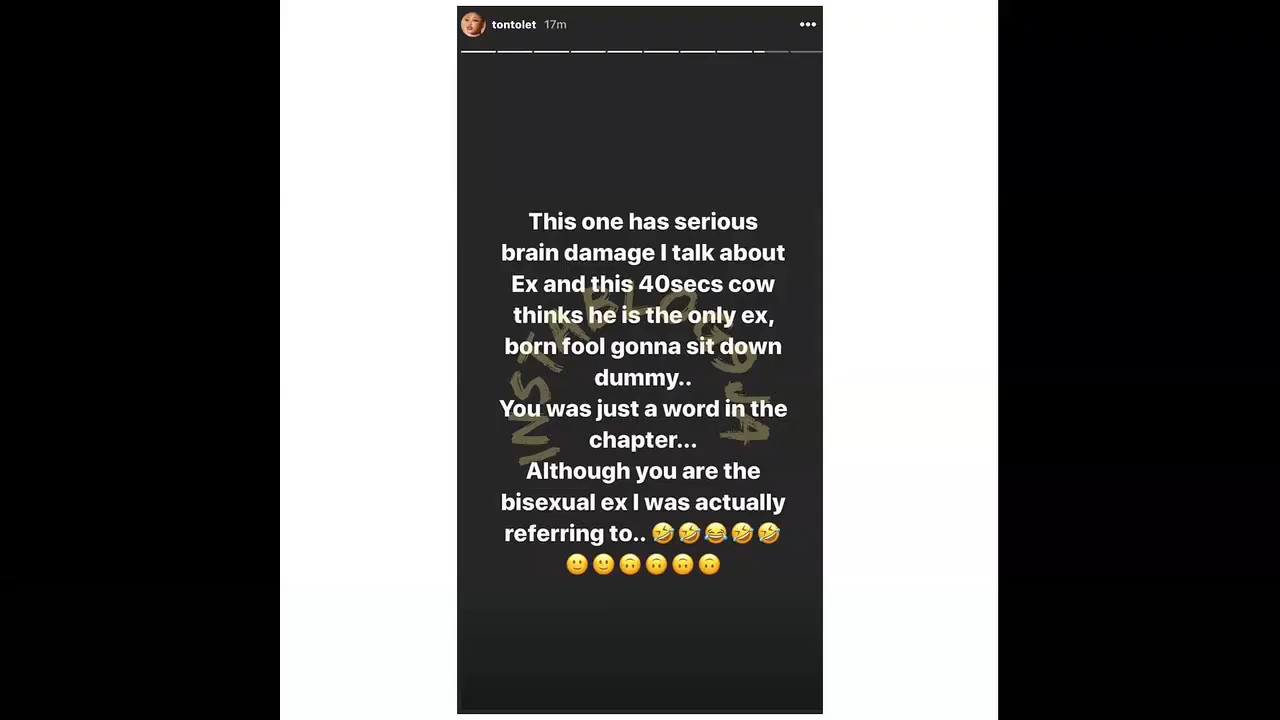 tontolet 17m
This one has serious
brain damage I talk about
Ex and this 40secs cow
thinks he is the only ex,
born fool gonna sit down
dummy..
You was just a word in the
chapter...
Although you are the
bisexual ex I was actually
referring to.. 🤣🤣😂🤣🤣
🙂🙂🙃🙃🙃🙃
INSTABLOG9JA